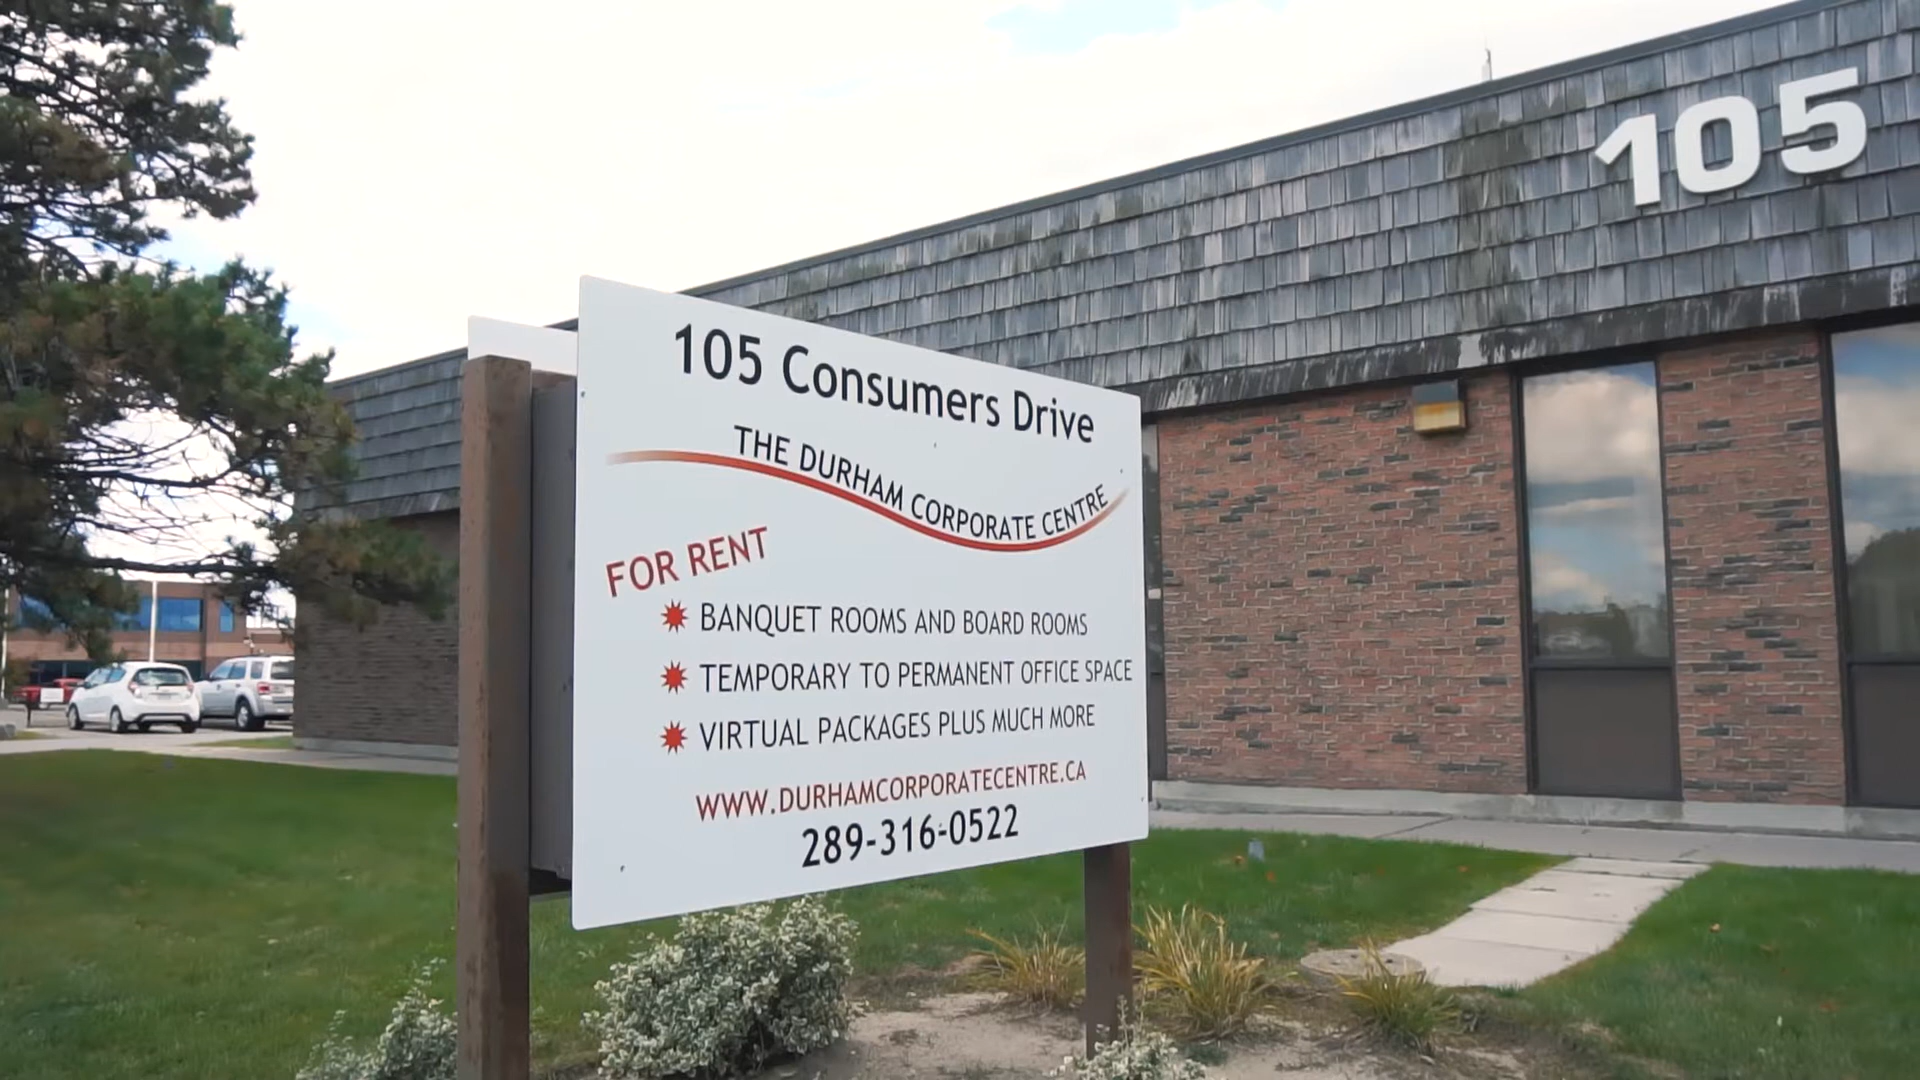 105
105 Consumers Drive
THE DURHAM CORPORATE CENTRE
FOR RENT
BANQUET ROOMS AND BOARD ROOMS
TEMPORARY TO PERMANENT OFFICE SPACE
VIRTUAL PACKAGES PLUS MUCH MORE
WWW.DURHAMCORPORATECENTRE.CA
289-316-0522